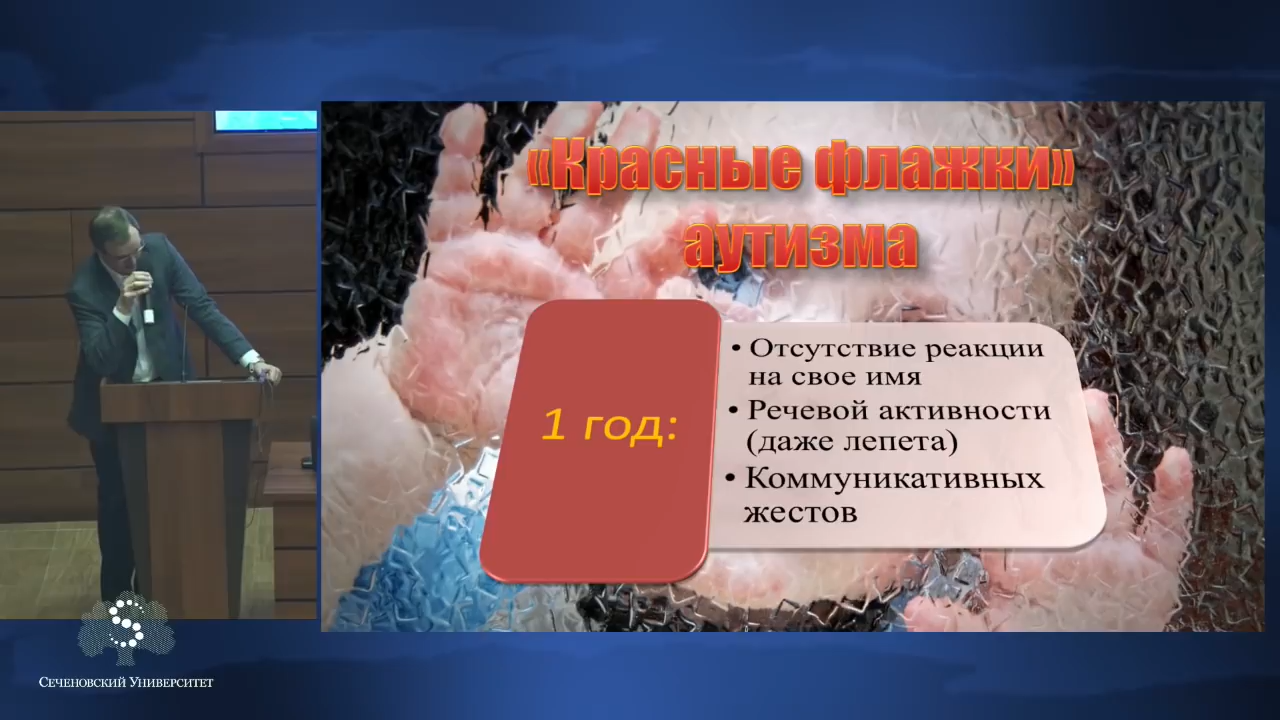 «Красные флажки»
аутизма
1 год:
• Отсутствие реакции
на свое имя
• Речевой активности
(даже лепета)
• Коммуникативных
жестов
СЕЧЕНОВСКИЙ УНИВЕРСИТЕТ